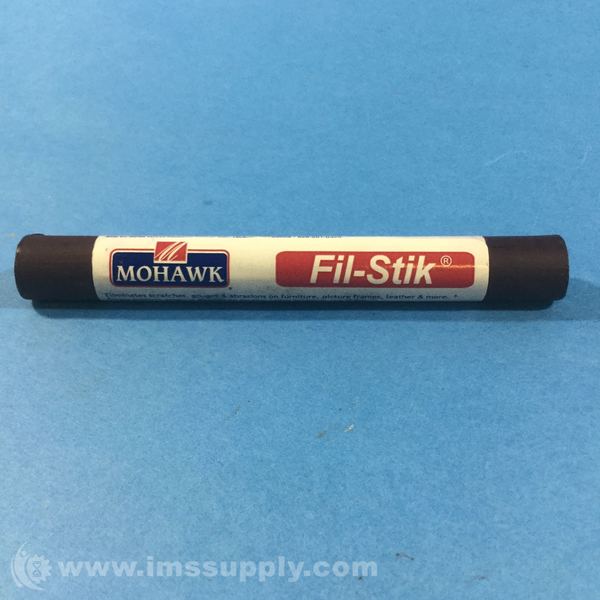 MOHAWK
Fil-Stik®
Eliminates scratches, gouges & abrasions on furniture, picture frames, leather & more.
www.imssupply.com